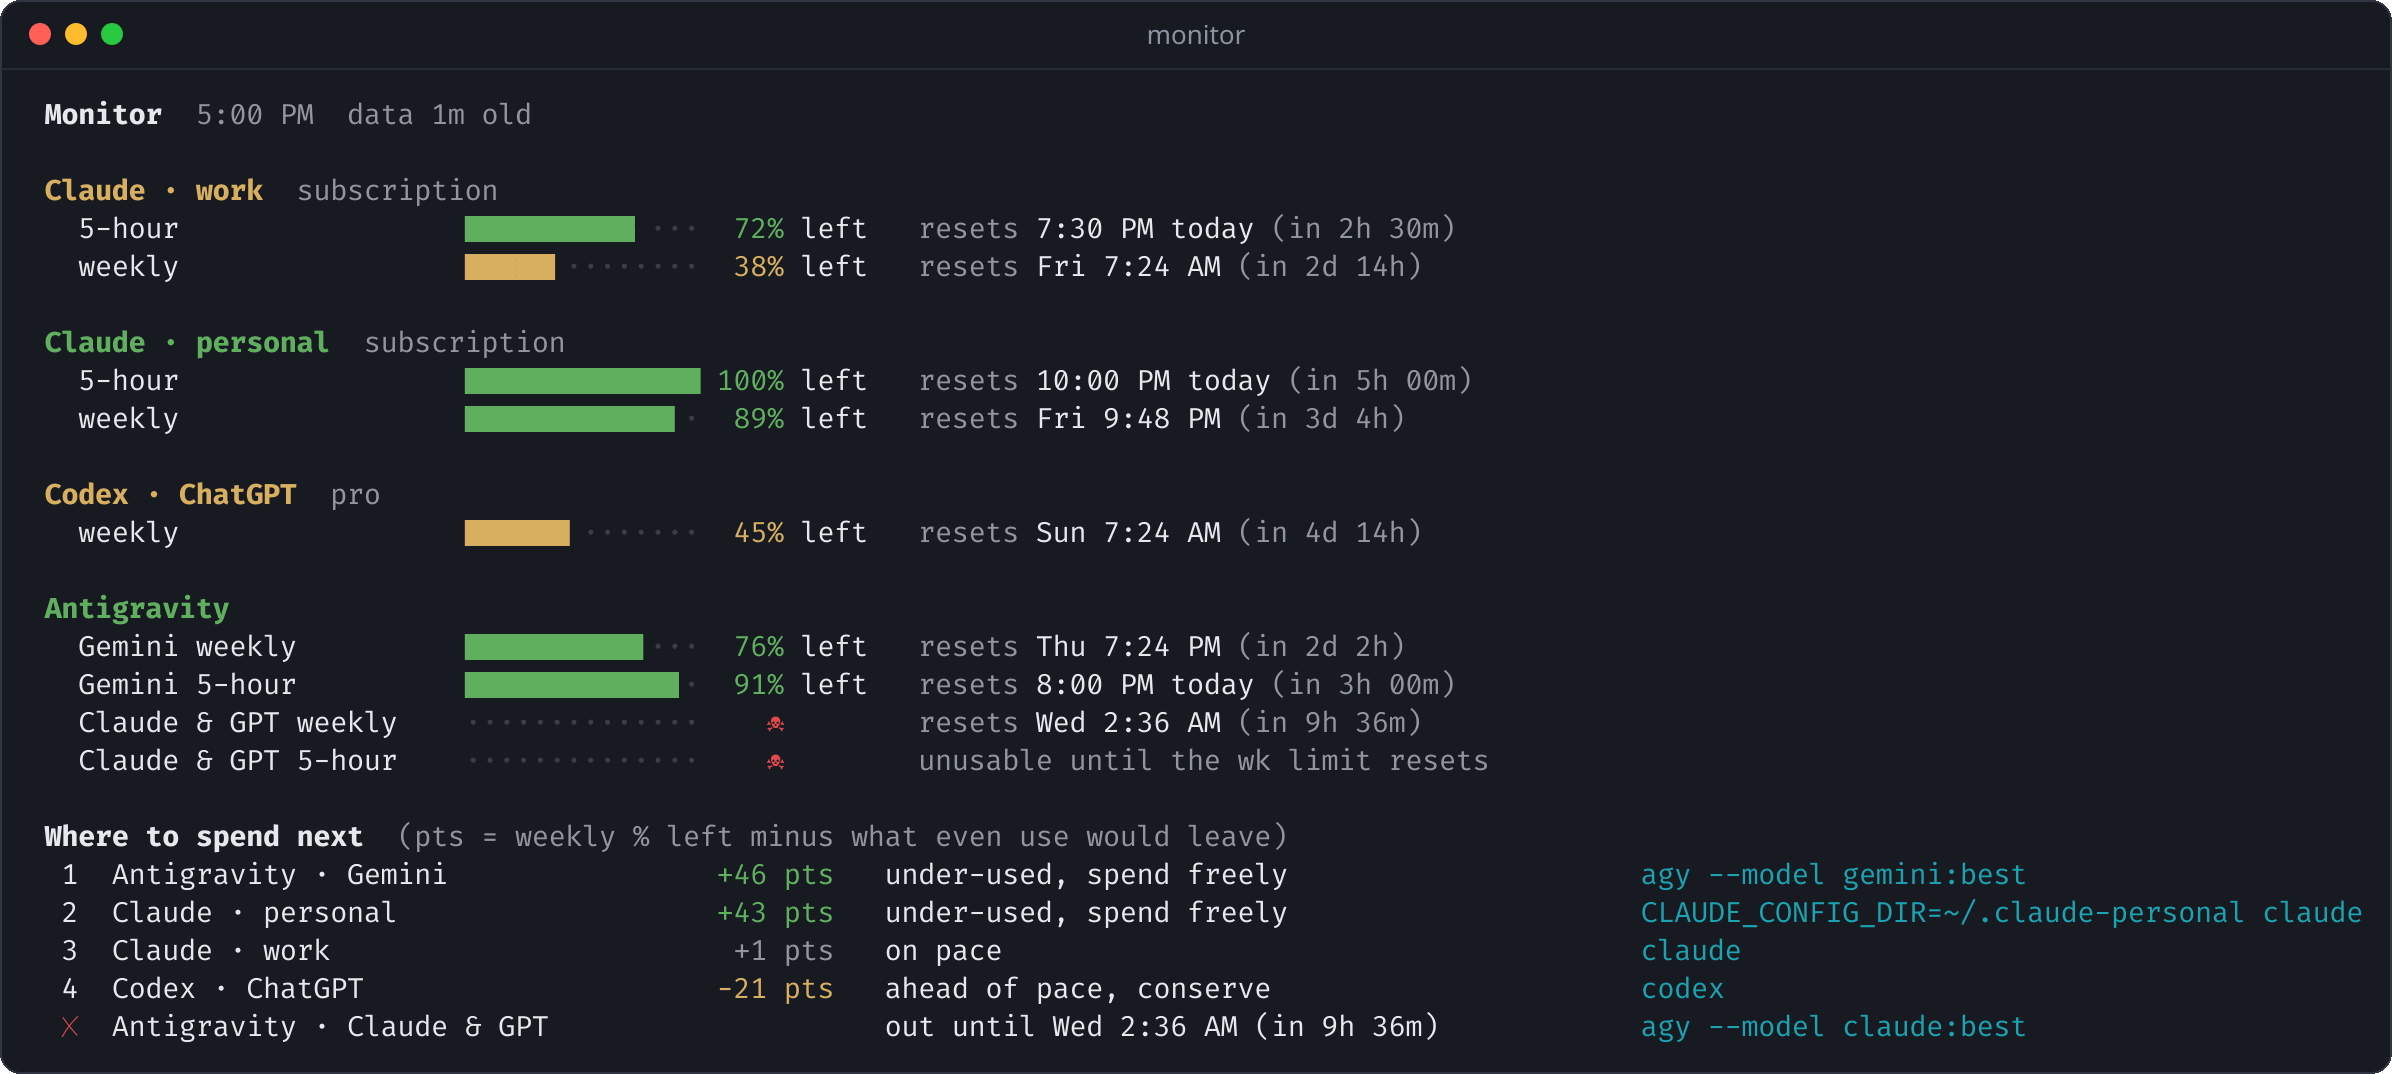 monitor
Monitor  5:00 PM  data 1m old
Claude · work  subscription
5-hour  72% left  resets 7:30 PM today (in 2h 30m)
weekly  38% left  resets Fri 7:24 AM (in 2d 14h)
Claude · personal  subscription
5-hour  100% left  resets 10:00 PM today (in 5h 00m)
weekly  89% left  resets Fri 9:48 PM (in 3d 4h)
Codex · ChatGPT  pro
weekly  45% left  resets Sun 7:24 AM (in 4d 14h)
Antigravity
Gemini weekly  76% left  resets Thu 7:24 PM (in 2d 2h)
Gemini 5-hour  91% left  resets 8:00 PM today (in 3h 00m)
Claude & GPT weekly  ☠  resets Wed 2:36 AM (in 9h 36m)
Claude & GPT 5-hour  ☠  unusable until the wk limit resets
Where to spend next  (pts = weekly % left minus what even use would leave)
1  Antigravity · Gemini  +46 pts  under-used, spend freely  agy --model gemini:best
2  Claude · personal  +43 pts  under-used, spend freely  CLAUDE_CONFIG_DIR=~/.claude-personal claude
3  Claude · work  +1 pts  on pace  claude
4  Codex · ChatGPT  -21 pts  ahead of pace, conserve  codex
✗  Antigravity · Claude & GPT  out until Wed 2:36 AM (in 9h 36m)  agy --model claude:best